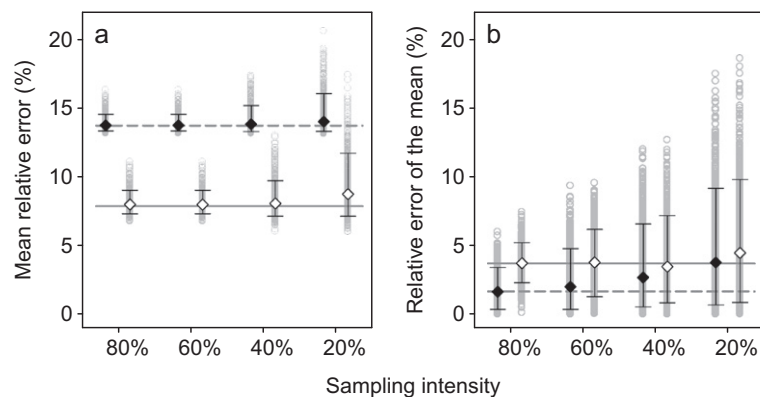 a
Mean relative error (%)
20
15
10
5
0
80% 60% 40% 20%
b
Relative error of the mean (%)
20
15
10
5
0
80% 60% 40% 20%
Sampling intensity